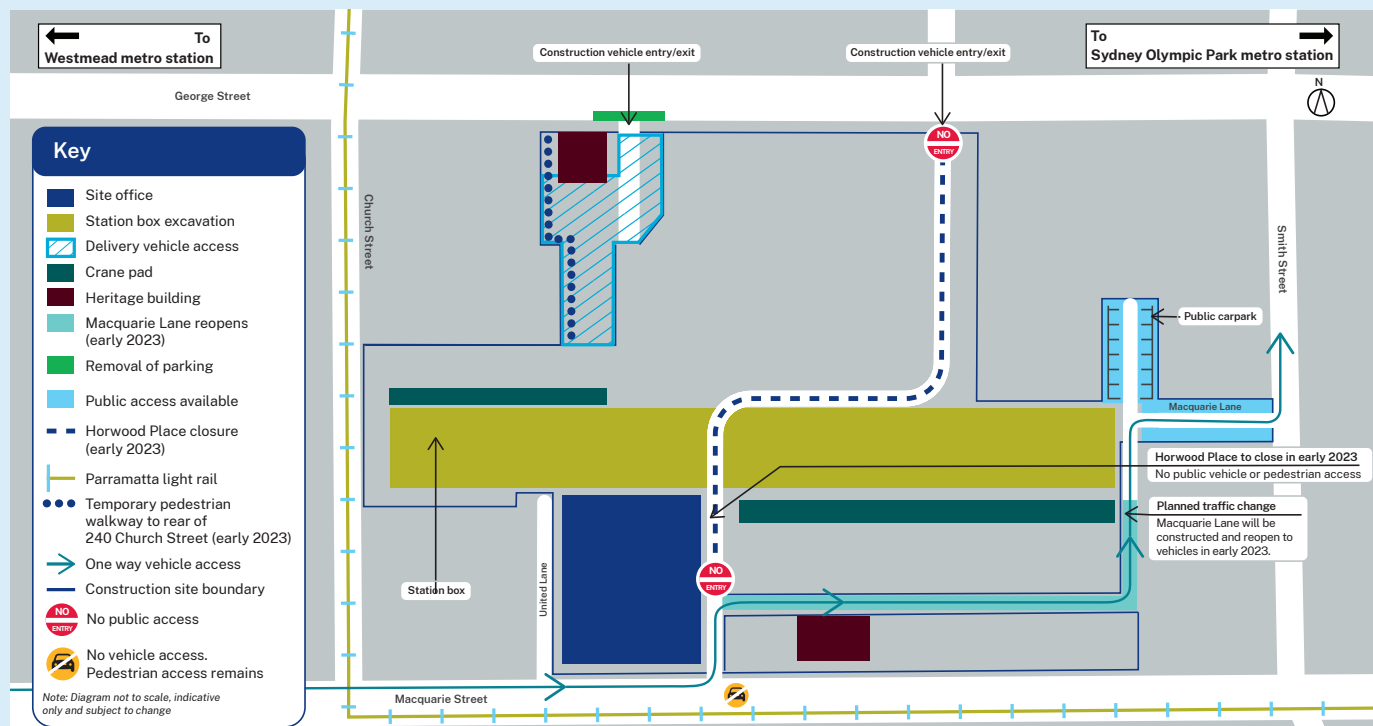 To
Westmead metro station
Construction vehicle entry/exit
Construction vehicle entry/exit
To
Sydney Olympic Park metro station
N
George Street
NO
ENTRY
Key
Site office
Station box excavation
Delivery vehicle access
Crane pad
Heritage building
Macquarie Lane reopens
(early 2023)
Removal of parking
Public access available
Horwood Place closure
(early 2023)
Parramatta light rail
Temporary pedestrian
walkway to rear of
240 Church Street (early 2023)
One way vehicle access
Construction site boundary
NO
ENTRY
No public access
No vehicle access.
Pedestrian access remains
Note: Diagram not to scale, indicative
only and subject to change
Church Street
Smith Street
Public carpark
Macquarie Lane
Horwood Place to close in early 2023
No public vehicle or pedestrian access
Planned traffic change
Macquarie Lane will be
constructed and reopen to
vehicles in early 2023.
Station box
United Lane
NO
ENTRY
Macquarie Street